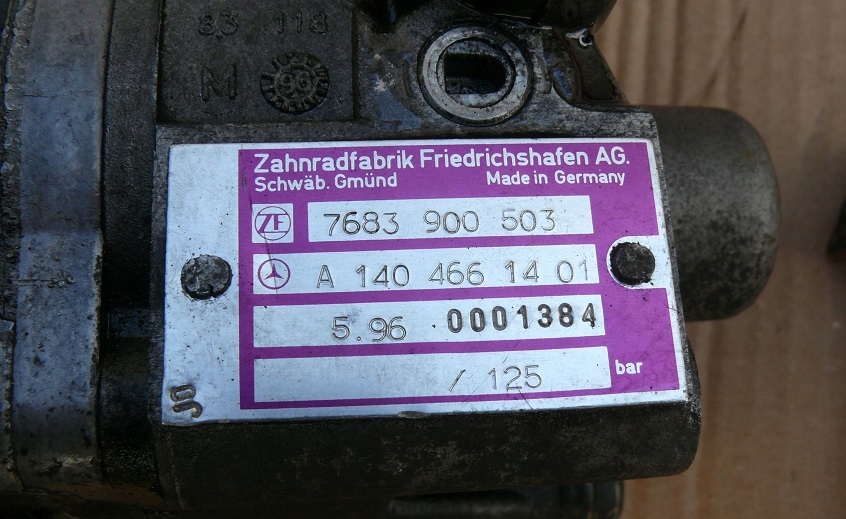 83 118
M 96
Zahnradfabrik Friedrichshafen AG.
Schwäb. Gmünd Made in Germany
ZF 7683 900 503
A 140 466 14 01
5.96 0001384
/ 125 bar